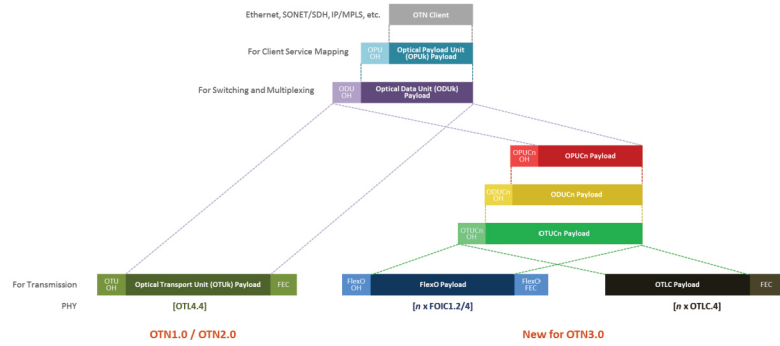 Ethernet, SONET/SDH, IP/MPLS, etc.
OTN Client
For Client Service Mapping
OPU
OH
Optical Payload Unit
(OPUk) Payload
For Switching and Multiplexing
ODU
OH
Optical Data Unit (ODUk)
Payload
OPUCn
OH
OPUCn Payload
ODUCn
OH
ODUCn Payload
OTUCn
OH
OTUCn Payload
For Transmission
OTU
OH
Optical Transport Unit (OTUk) Payload
FEC
FlexO
OH
FlexO Payload
FlexO
FEC
OTLC Payload
FEC
PHY
[OTL4.4]
[n x FOIC1.2/4]
[n x OTLC.4]
OTN1.0 / OTN2.0
New for OTN3.0